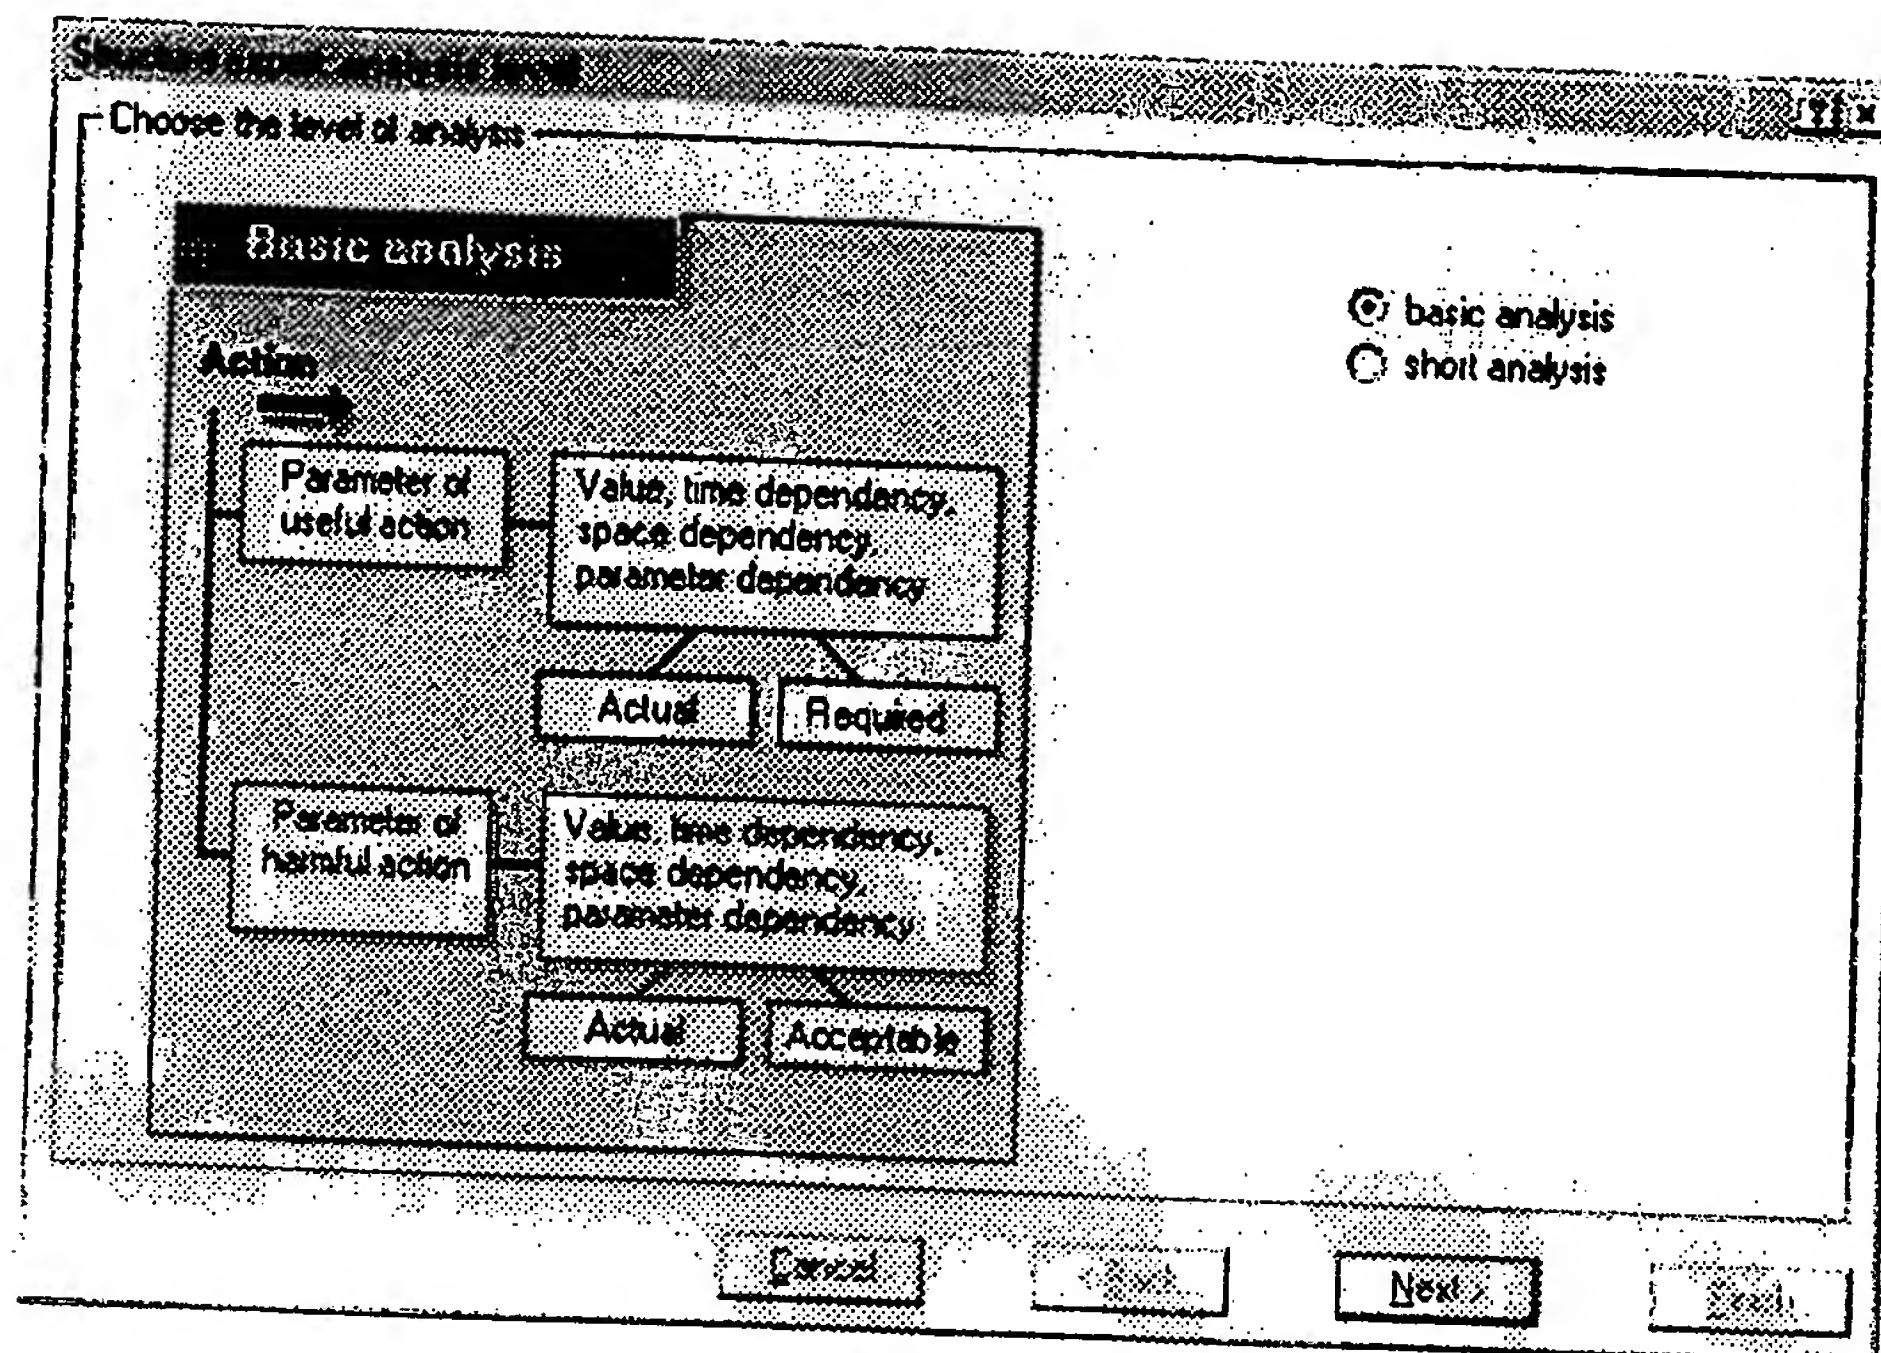 Choose the level of analysis
Basic analysis
basic analysis
short analysis
Action
Parameter of
useful action
Value, time dependency,
space dependency,
parameter dependency
Actual
Required
Parameter of
harmful action
Value, time dependency,
space dependency,
parameter dependency
Actual
Acceptable
Cancel
Next >